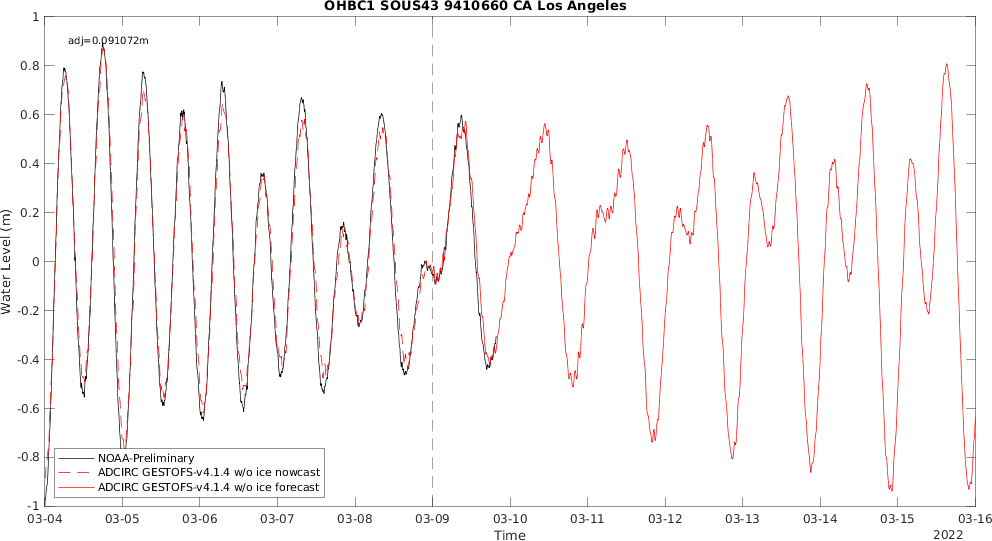 OHBC1 SOUS43 9410660 CA Los Angeles
adj=0.091072m
1
0.8
0.6
0.4
0.2
0
-0.2
-0.4
-0.6
-0.8
-1
Water Level (m)
NOAA-Preliminary
ADCIRC GESTOFS-v4.1.4 w/o ice nowcast
ADCIRC GESTOFS-v4.1.4 w/o ice forecast
03-04 03-05 03-06 03-07 03-08 03-09 03-10 03-11 03-12 03-13 03-14 03-15 03-16
Time
2022